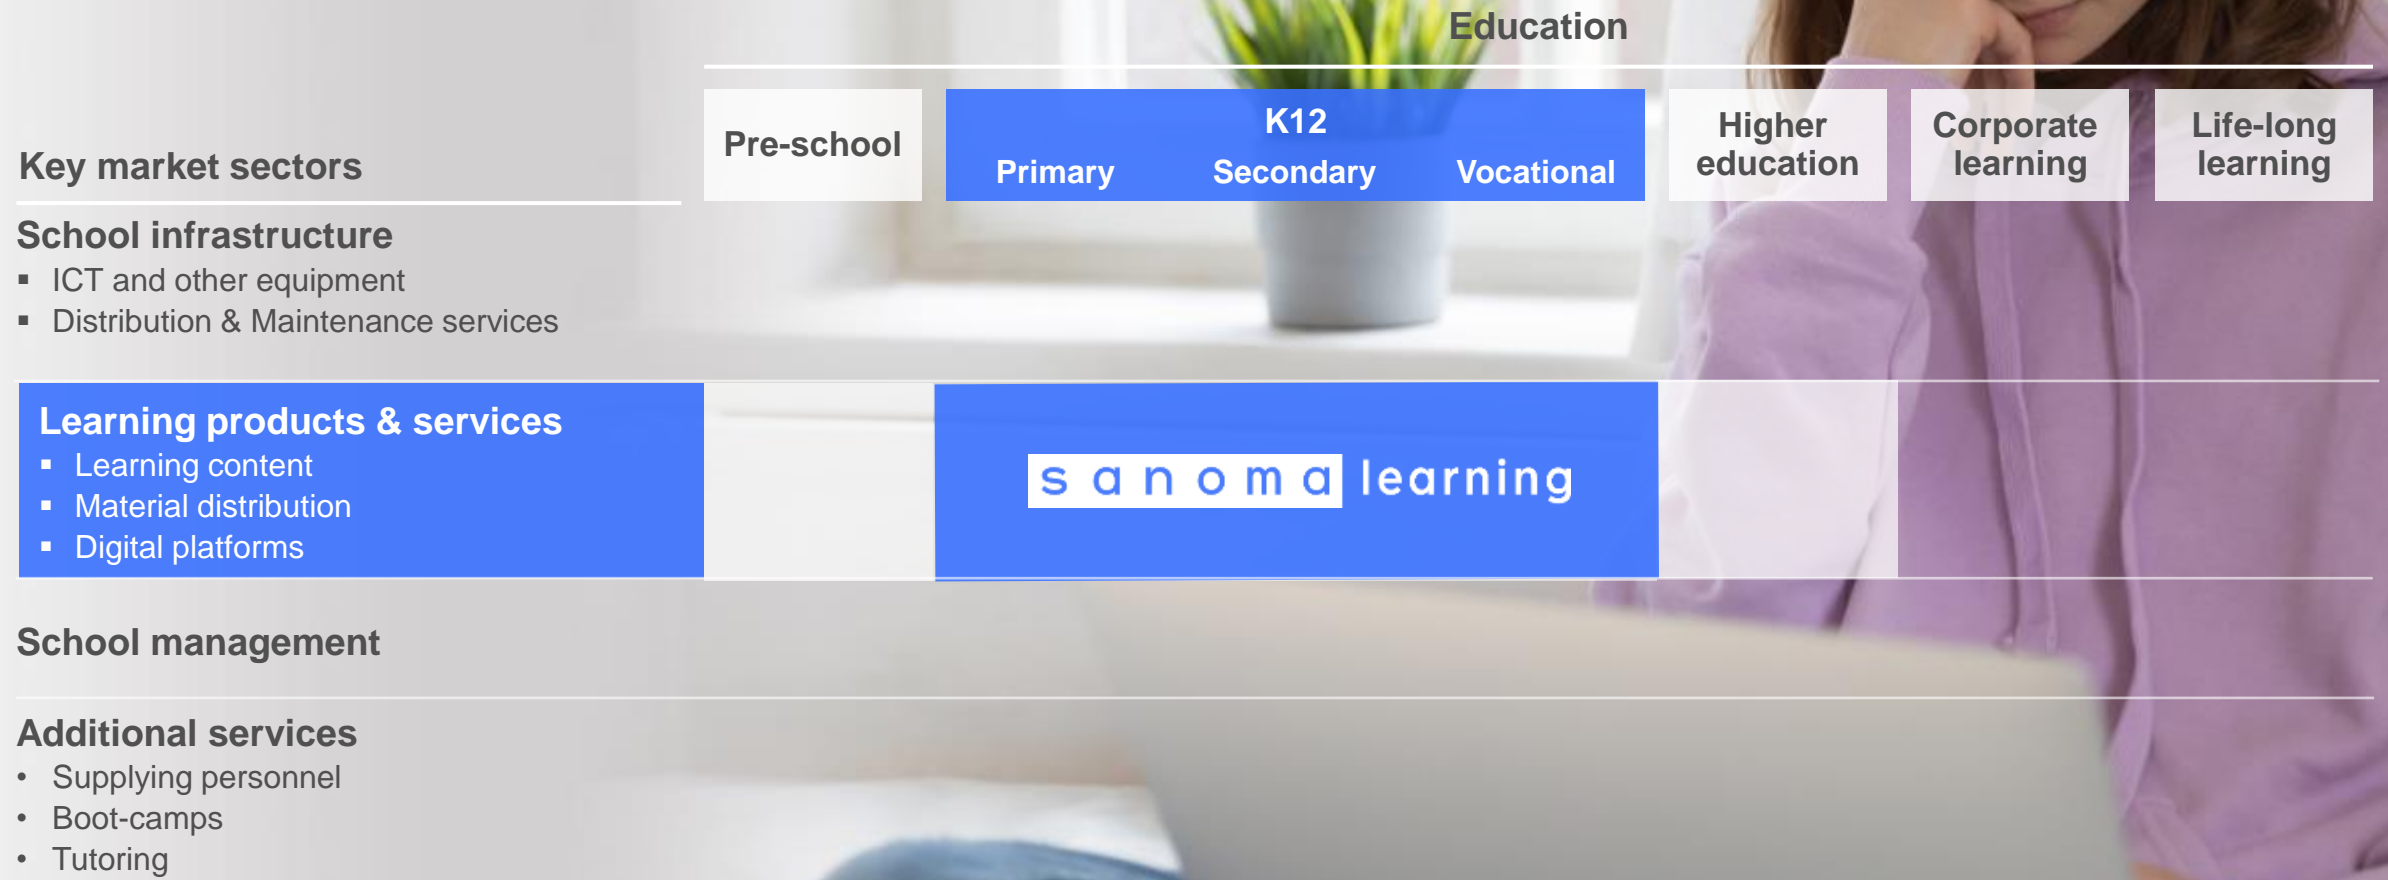 Education
Pre-school
K12
Primary Secondary Vocational
Higher
education
Corporate
learning
Life-long
learning
Key market sectors
School infrastructure
▪ ICT and other equipment
▪ Distribution & Maintenance services
Learning products & services
▪ Learning content
▪ Material distribution
▪ Digital platforms
sanoma learning
School management
Additional services
• Supplying personnel
• Boot-camps
• Tutoring